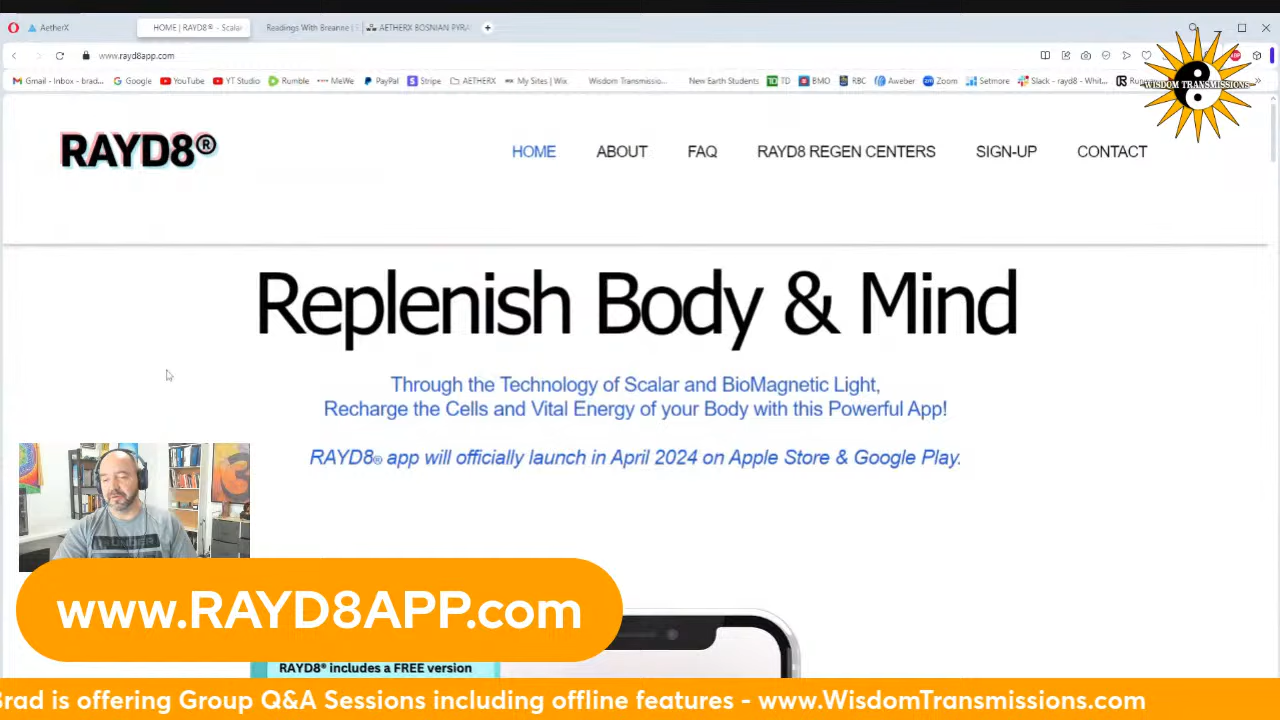 AetherX
HOME | RAYD8® - Scalar
Readings With Breanne |
AETHERX BOSNIAN PYRA
www.rayd8app.com
Gmail - Inbox - brad...
Google
YouTube
YT Studio
Rumble
MeWe
PayPal
Stripe
AETHERX
My Sites | Wix
Wisdom Transmissio...
New Earth Students
TD
BMO
RBC
Aweber
Zoom
Setmore
Slack - rayd8 - Whit...
WISDOM TRANSMISSIONS
RAYD8®
HOME
ABOUT
FAQ
RAYD8 REGEN CENTERS
SIGN-UP
CONTACT
Replenish Body & Mind
Through the Technology of Scalar and BioMagnetic Light,
Recharge the Cells and Vital Energy of your Body with this Powerful App!
RAYD8® app will officially launch in April 2024 on Apple Store & Google Play.
UNDER
www.RAYD8APP.com
RAYD8® includes a FREE version
Brad is offering Group Q&A Sessions including offline features - www.WisdomTransmissions.com